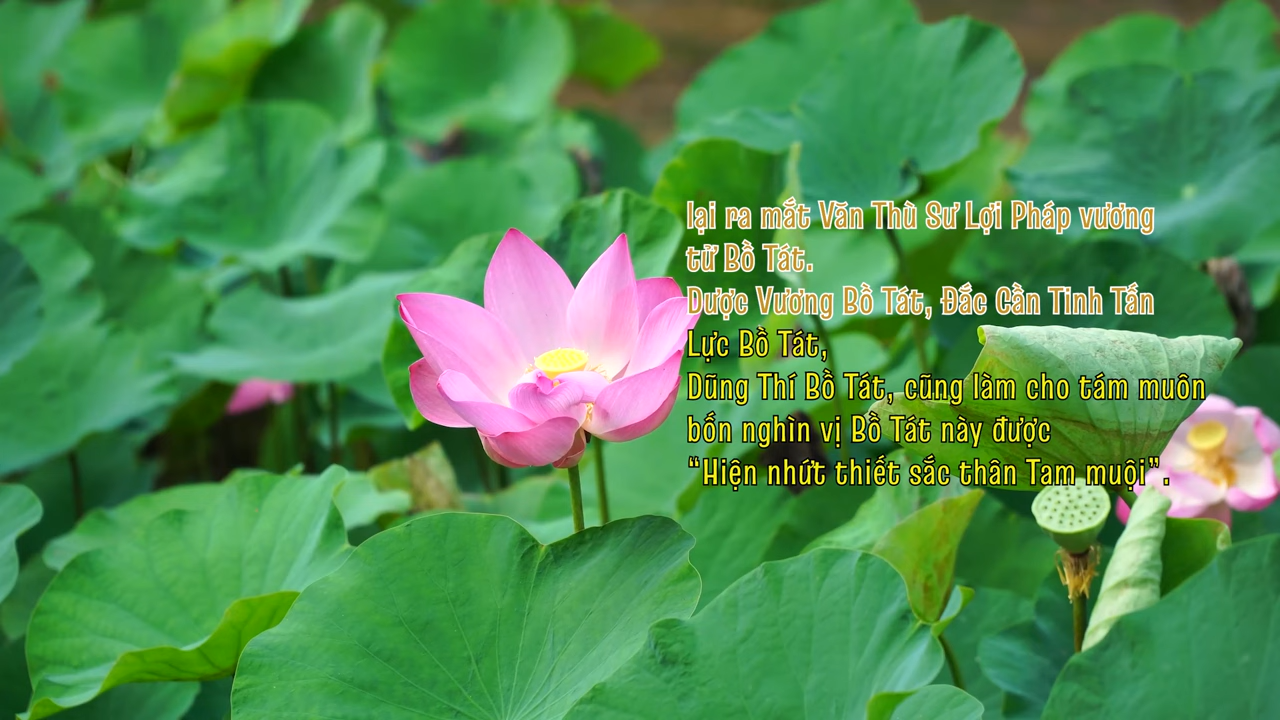 lại ra mắt Văn Thù Sư Lợi Pháp vương
tử Bồ Tát.
Dược Vương Bồ Tát, Đắc Cần Tinh Tấn
Lực Bồ Tát,
Dũng Thí Bồ Tát, cũng làm cho tám muôn
bốn nghìn vị Bồ Tát này được
“Hiện nhứt thiết sắc thân Tam muội”.